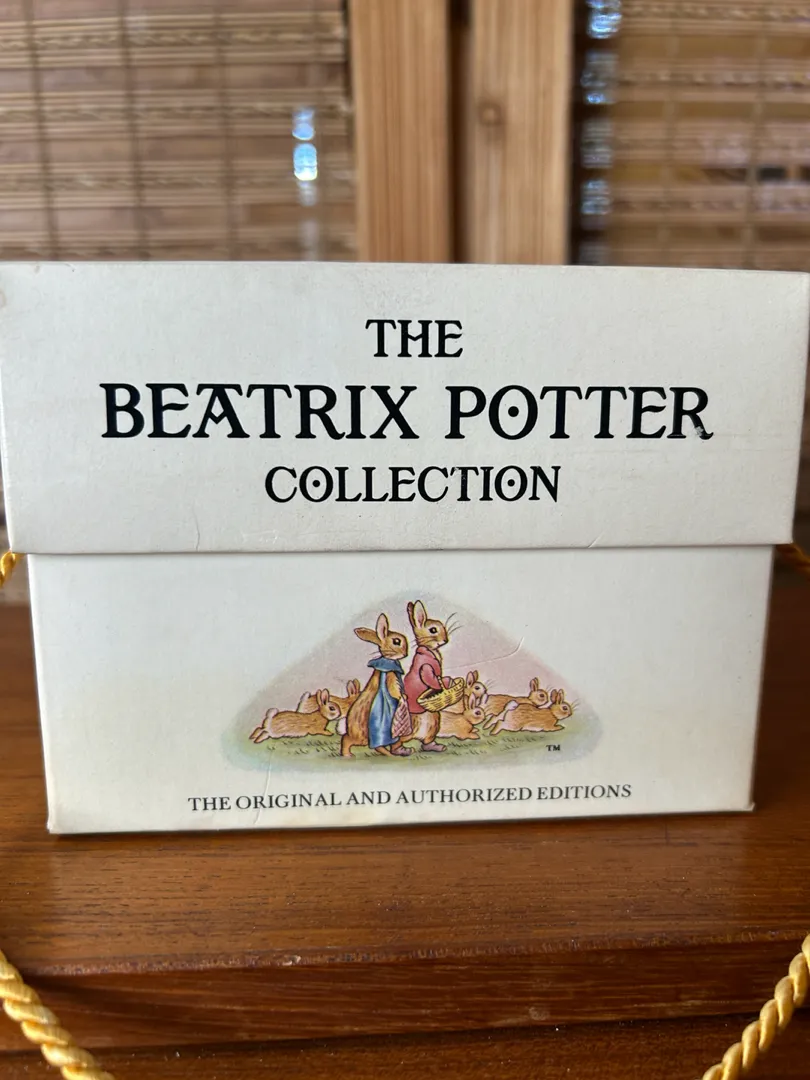 THE
BEATRIX POTTER
COLLECTION
TM
THE ORIGINAL AND AUTHORIZED EDITIONS